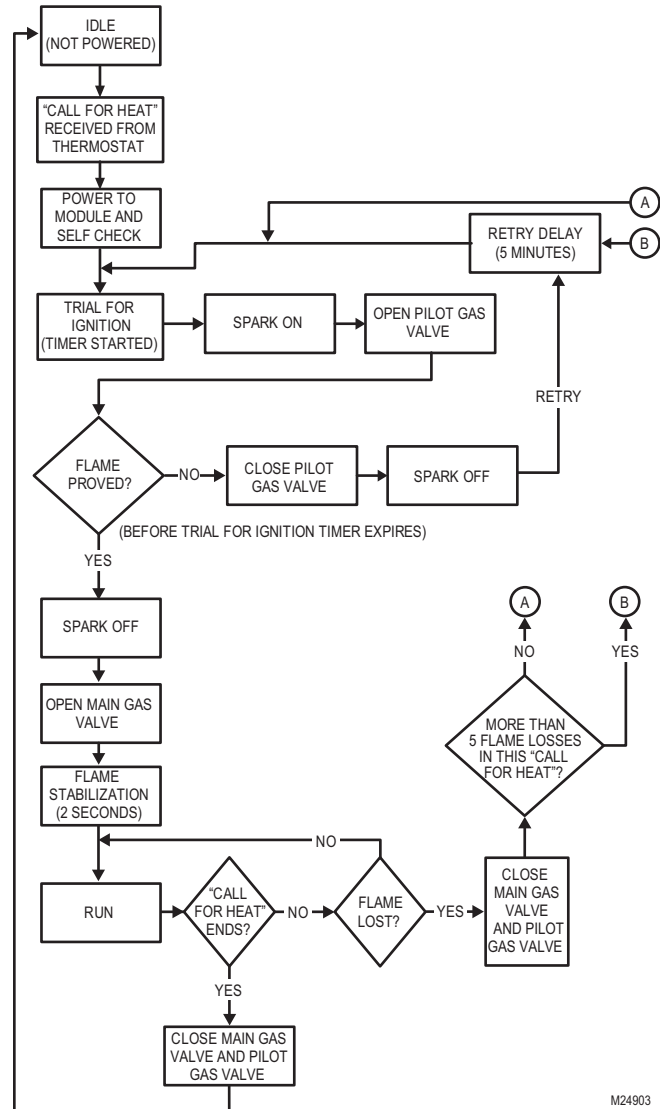 IDLE
(NOT POWERED)
“CALL FOR HEAT”
RECEIVED FROM
THERMOSTAT
POWER TO
MODULE AND
SELF CHECK
A
RETRY DELAY
(5 MINUTES)
B
TRIAL FOR
IGNITION
(TIMER STARTED)
SPARK ON
OPEN PILOT GAS
VALVE
RETRY
FLAME
PROVED?
NO
CLOSE PILOT
GAS VALVE
SPARK OFF
(BEFORE TRIAL FOR IGNITION TIMER EXPIRES)
YES
SPARK OFF
OPEN MAIN GAS
VALVE
FLAME
STABILIZATION
(2 SECONDS)
A
B
NO
YES
MORE THAN
5 FLAME LOSSES
IN THIS “CALL
FOR HEAT”?
NO
RUN
“CALL
FOR HEAT”
ENDS?
NO
FLAME
LOST?
YES
CLOSE
MAIN GAS
VALVE
AND PILOT
GAS VALVE
YES
CLOSE MAIN GAS
VALVE AND PILOT
GAS VALVE
M24903